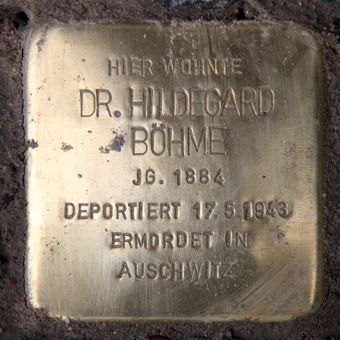 HIER WOHNTE
DR. HILDEGARD
BÖHME
JG. 1884
DEPORTIERT 17.5.1943
ERMORDET IN
AUSCHWITZ